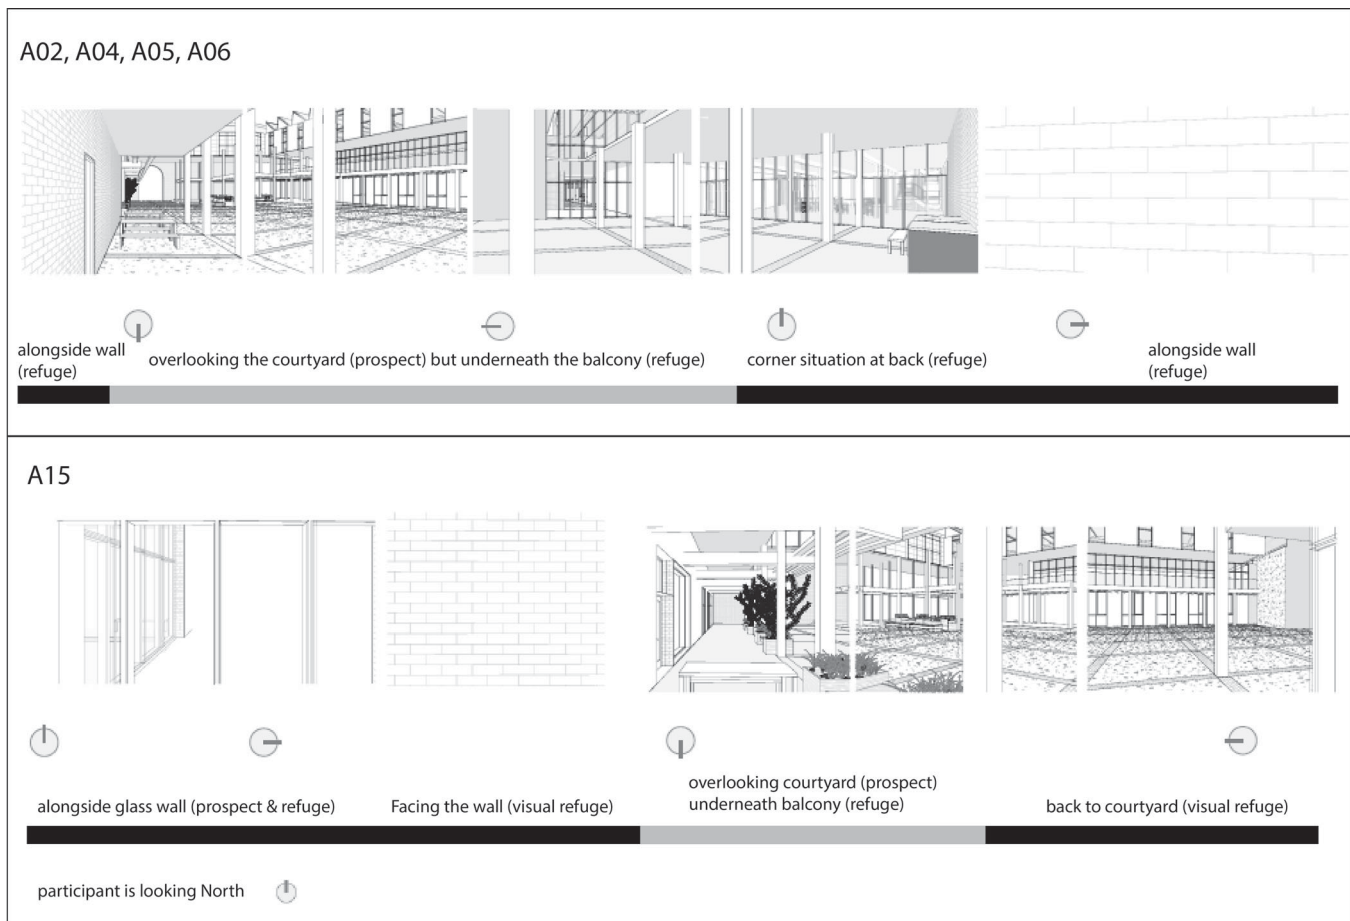 A02, A04, A05, A06
alongside wall
(refuge)
overlooking the courtyard (prospect) but underneath the balcony (refuge)
corner situation at back (refuge)
alongside wall
(refuge)
A15
alongside glass wall (prospect & refuge)
Facing the wall (visual refuge)
overlooking courtyard (prospect)
underneath balcony (refuge)
back to courtyard (visual refuge)
participant is looking North